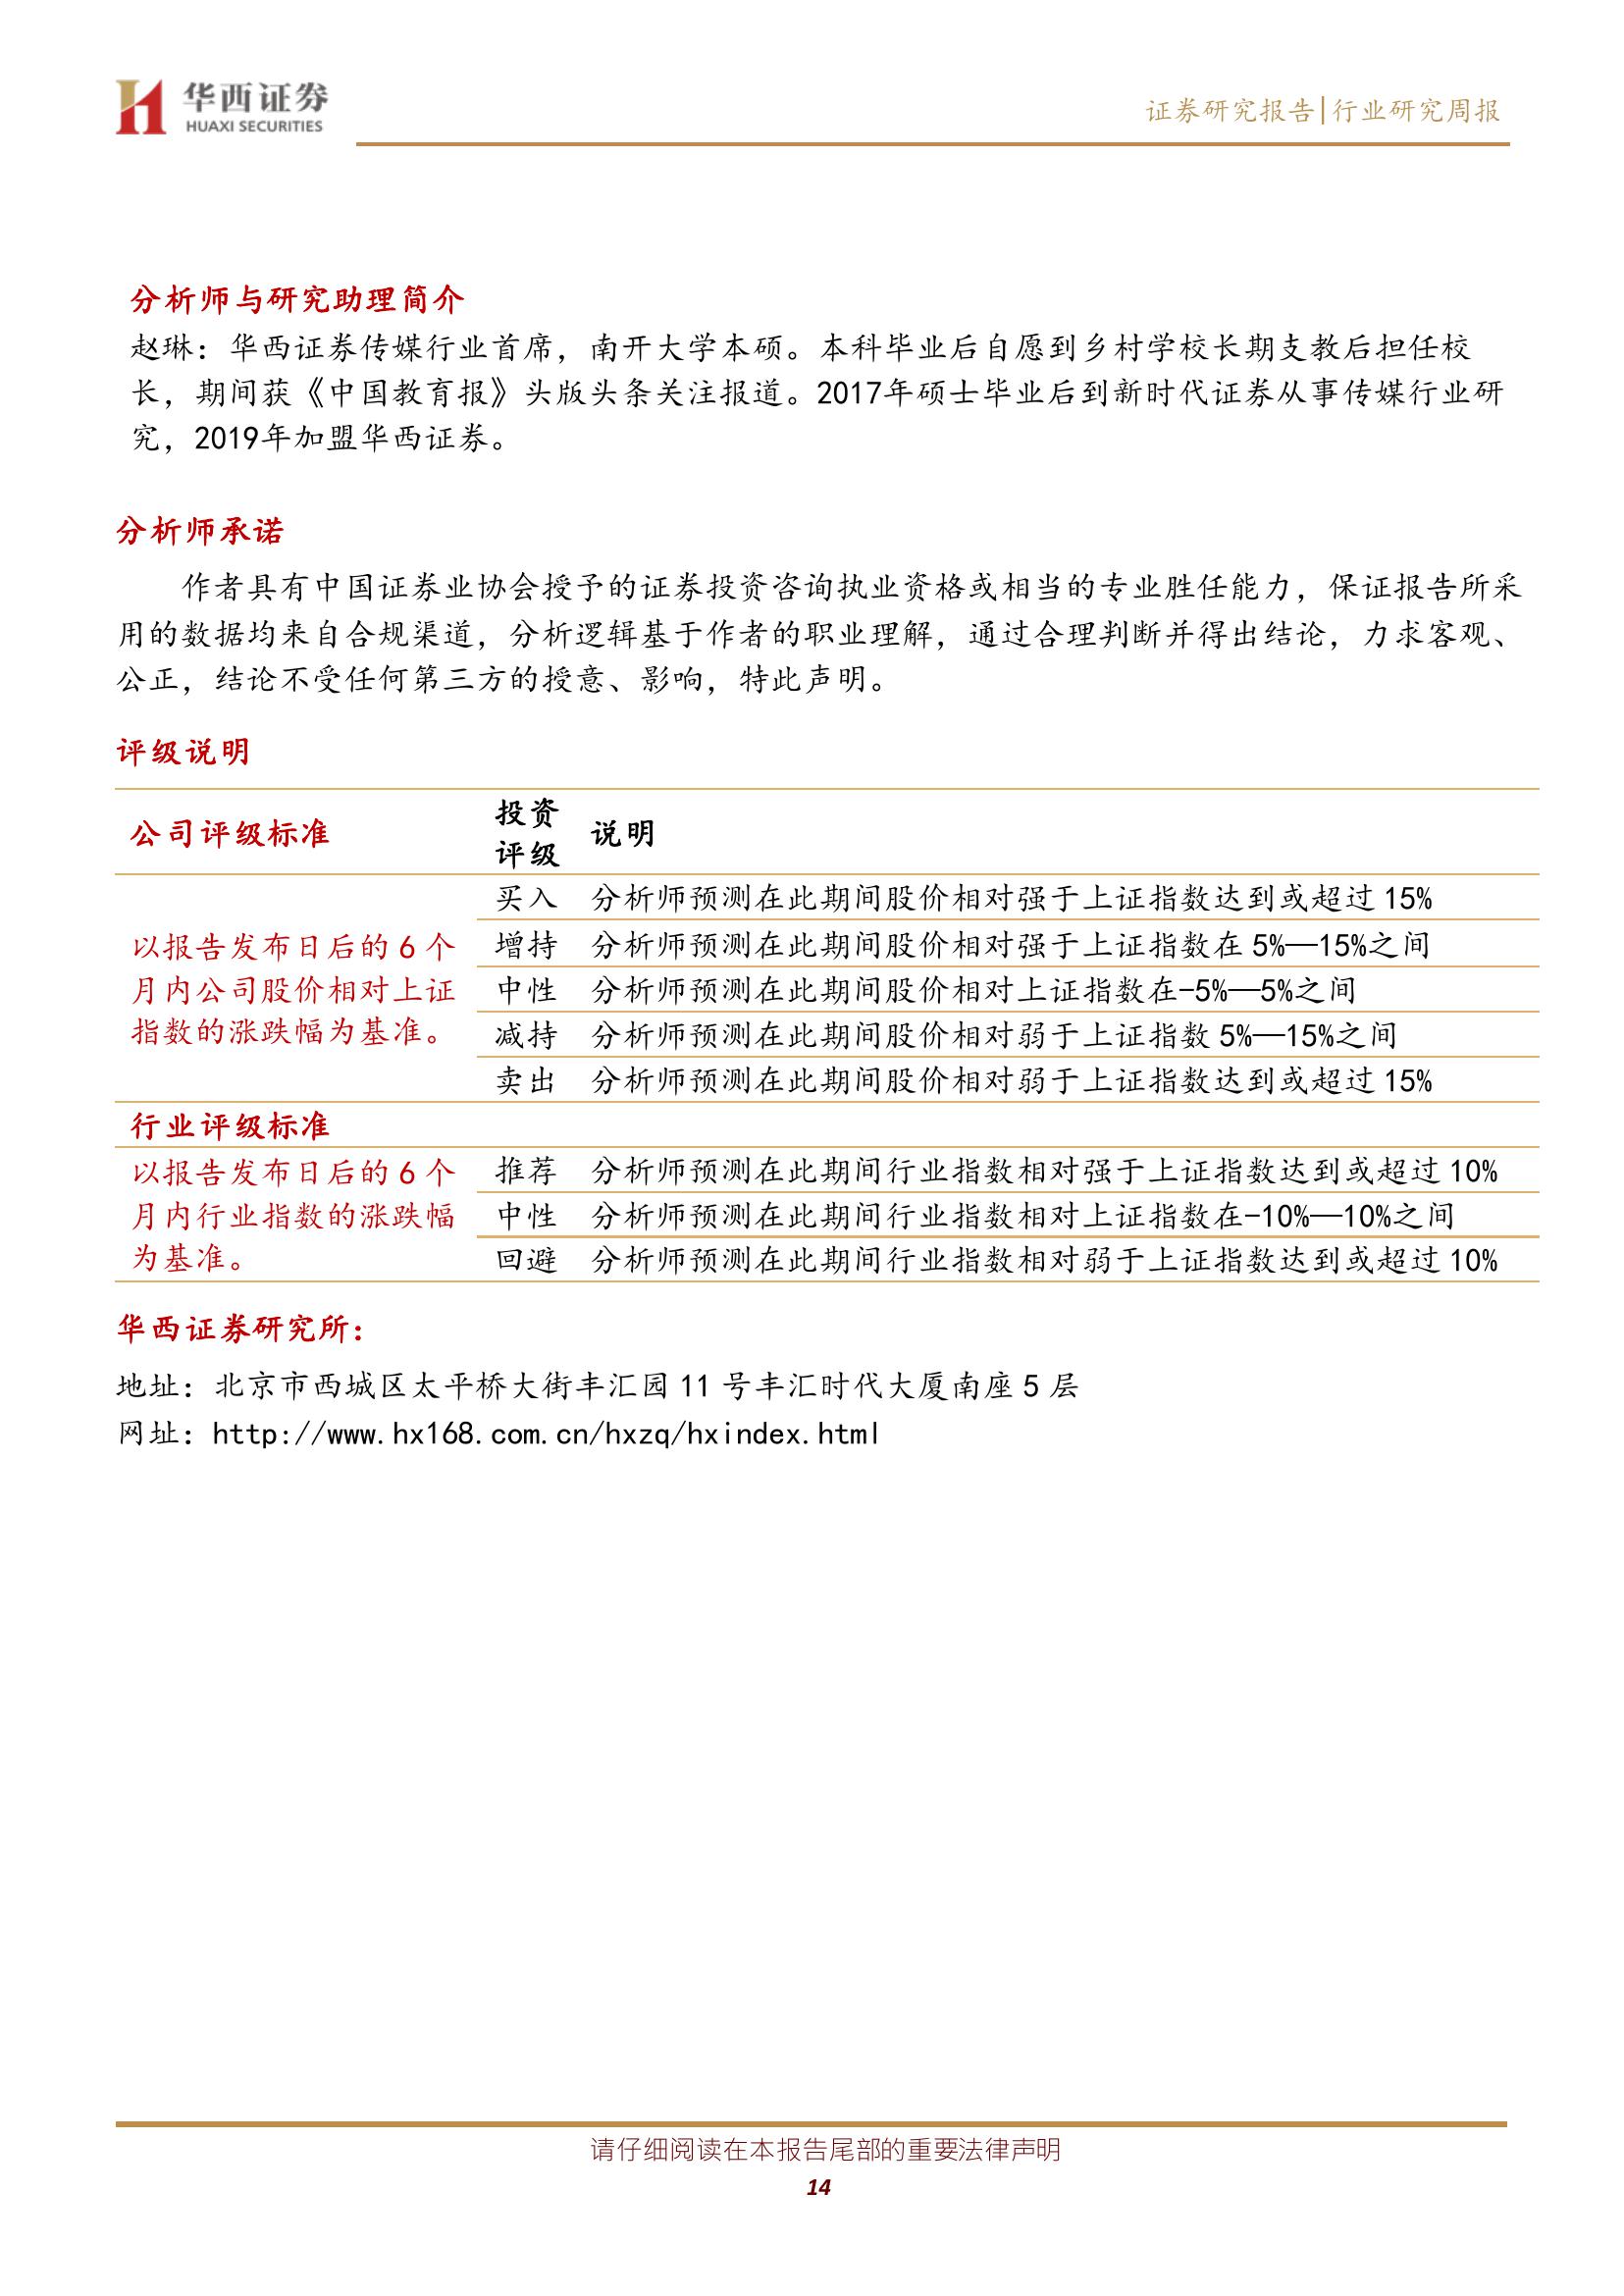 华西证券
HUAXI SECURITIES
证券研究报告|行业研究周报
分析师与研究助理简介
赵琳：华西证券传媒行业首席，南开大学本硕。本科毕业后自愿到乡村学校长期支教后担任校
长，期间获《中国教育报》头版头条关注报道。2017年硕士毕业后到新时代证券从事传媒行业研
究，2019年加盟华西证券。
分析师承诺
作者具有中国证券业协会授予的证券投资咨询执业资格或相当的专业胜任能力，保证报告所采
用的数据均来自合规渠道，分析逻辑基于作者的职业理解，通过合理判断并得出结论，力求客观、
公正，结论不受任何第三方的授意、影响，特此声明。
评级说明
公司评级标准
投资
评级
说明
以报告发布日后的 6 个
月内公司股价相对上证
指数的涨跌幅为基准。
买入 分析师预测在此期间股价相对强于上证指数达到或超过 15%
增持 分析师预测在此期间股价相对强于上证指数在 5%—15%之间
中性 分析师预测在此期间股价相对上证指数在-5%—5%之间
减持 分析师预测在此期间股价相对弱于上证指数 5%—15%之间
卖出 分析师预测在此期间股价相对弱于上证指数达到或超过 15%
行业评级标准
以报告发布日后的 6 个
月内行业指数的涨跌幅
为基准。
推荐 分析师预测在此期间行业指数相对强于上证指数达到或超过 10%
中性 分析师预测在此期间行业指数相对上证指数在-10%—10%之间
回避 分析师预测在此期间行业指数相对弱于上证指数达到或超过 10%
华西证券研究所：
地址：北京市西城区太平桥大街丰汇园 11 号丰汇时代大厦南座 5 层
网址：http://www.hx168.com.cn/hxzq/hxindex.html
请仔细阅读在本报告尾部的重要法律声明
14